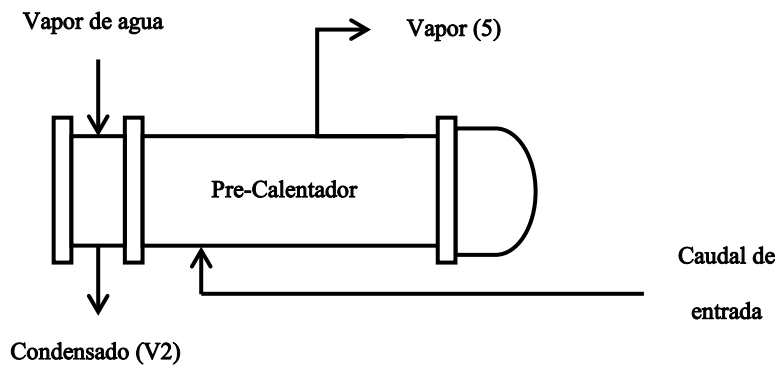 Vapor de agua
Vapor (5)
Pre-Calentador
Caudal de
entrada
Condensado (V2)